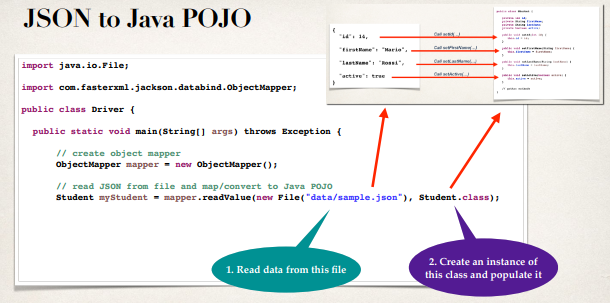 JSON to Java POJO
{
"id": 14,
"firstName": "Mario",
"lastName": "Rossi",
"active": true
}
Call setId(...)
Call setFirstName(...)
Call setLastName(...)
Call setActive(...)
import java.io.File;
import com.fasterxml.jackson.databind.ObjectMapper;
public class Driver {
public static void main(String[] args) throws Exception {
// create object mapper
ObjectMapper mapper = new ObjectMapper();
// read JSON from file and map/convert to Java POJO
Student myStudent = mapper.readValue(new File("data/sample.json"), Student.class);
1. Read data from this file
2. Create an instance of
this class and populate it